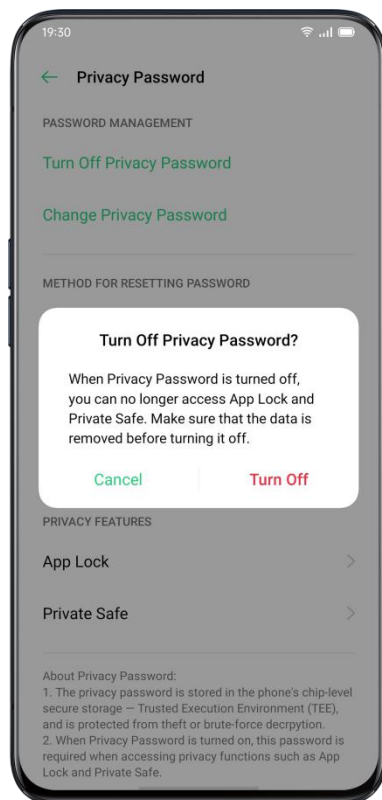 19:30
Privacy Password
PASSWORD MANAGEMENT
Turn Off Privacy Password
Change Privacy Password
METHOD FOR RESETTING PASSWORD
Turn Off Privacy Password?
When Privacy Password is turned off,
you can no longer access App Lock and
Private Safe. Make sure that the data is
removed before turning it off.
Cancel
Turn Off
PRIVACY FEATURES
App Lock
Private Safe
About Privacy Password:
1. The privacy password is stored in the phone's chip-level
secure storage — Trusted Execution Environment (TEE),
and is protected from theft or brute-force decrpytion.
2. When Privacy Password is turned on, this password is
required when accessing privacy functions such as App
Lock and Private Safe.